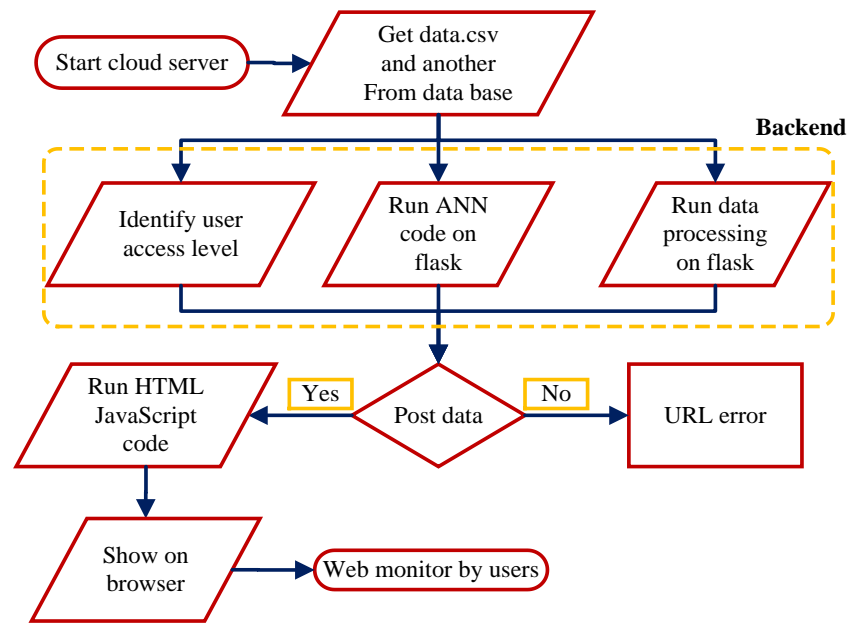 Start cloud server
Get data.csv
and another
From data base
Backend
Identify user
access level
Run ANN
code on
flask
Run data
processing
on flask
Run HTML
JavaScript
code
Yes
Post data
No
URL error
Show on
browser
Web monitor by users